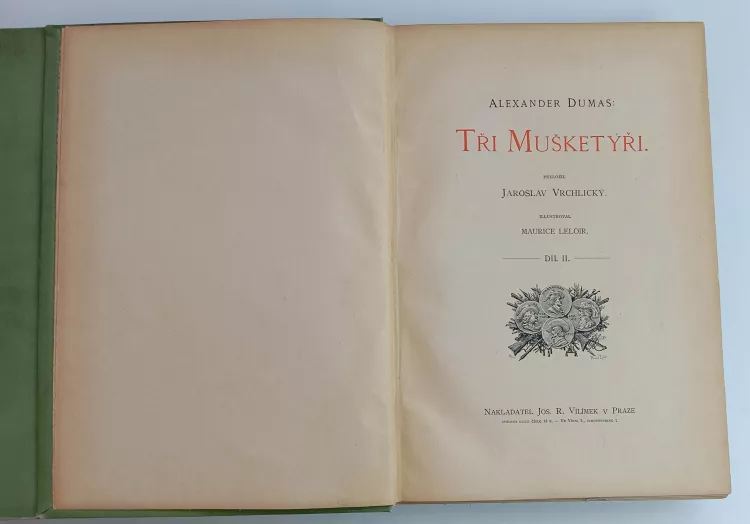 ALEXANDER DUMAS:
TŘI MUŠKETÝŘI.
PŘELOŽIL
JAROSLAV VRCHLICKÝ.
ILLUSTROVAL
MAURICE LELOIR.
DÍL II.
NAKLADATEL JOS. R. VILÍMEK V PRAZE